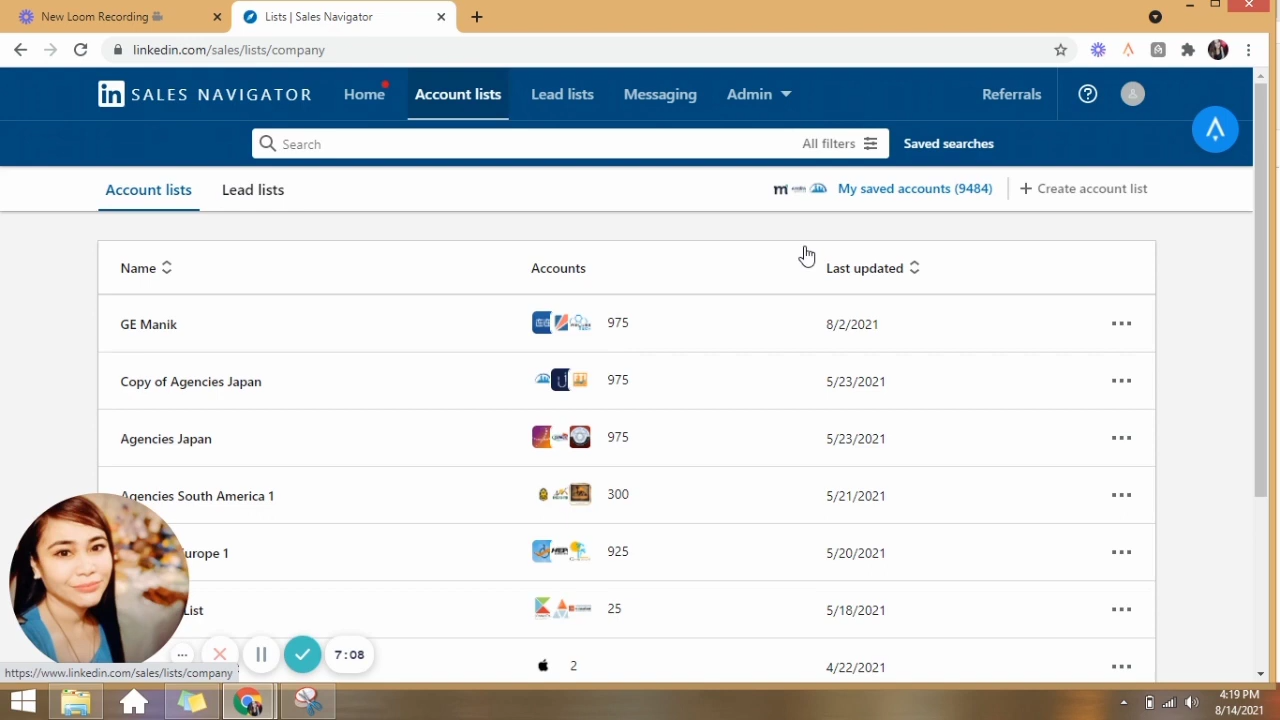 New Loom Recording
Lists | Sales Navigator
linkedin.com/sales/lists/company
in SALES NAVIGATOR
Home
Account lists
Lead lists
Messaging
Admin
Referrals
Search
All filters
Saved searches
Account lists
Lead lists
My saved accounts (9484)
+ Create account list
Name
Accounts
Last updated
GE Manik
975
8/2/2021
Copy of Agencies Japan
975
5/23/2021
Agencies Japan
975
5/23/2021
Agencies South America 1
300
5/21/2021
urope 1
925
5/20/2021
List
25
5/18/2021
2
4/22/2021
7:08
https://www.linkedin.com/sales/lists/company
4:19 PM
8/14/2021